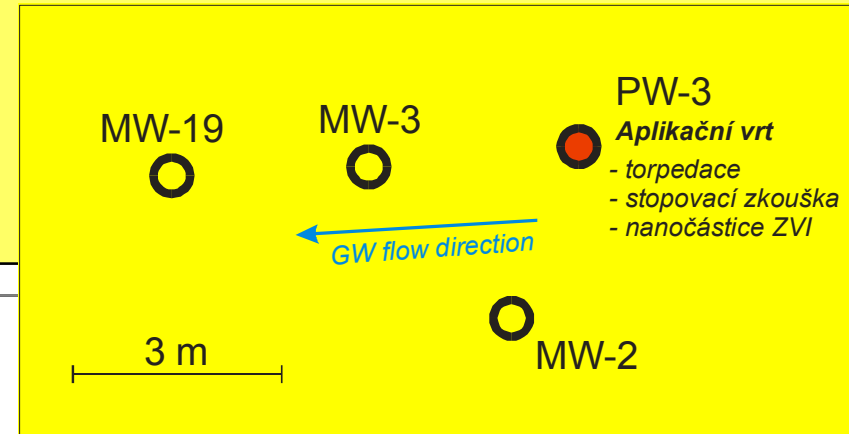 PW-3
Aplikační vrt
- torpedace
- stopovací zkouška
- nanočástice ZVI
MW-3
MW-19
GW flow direction
MW-2
3 m